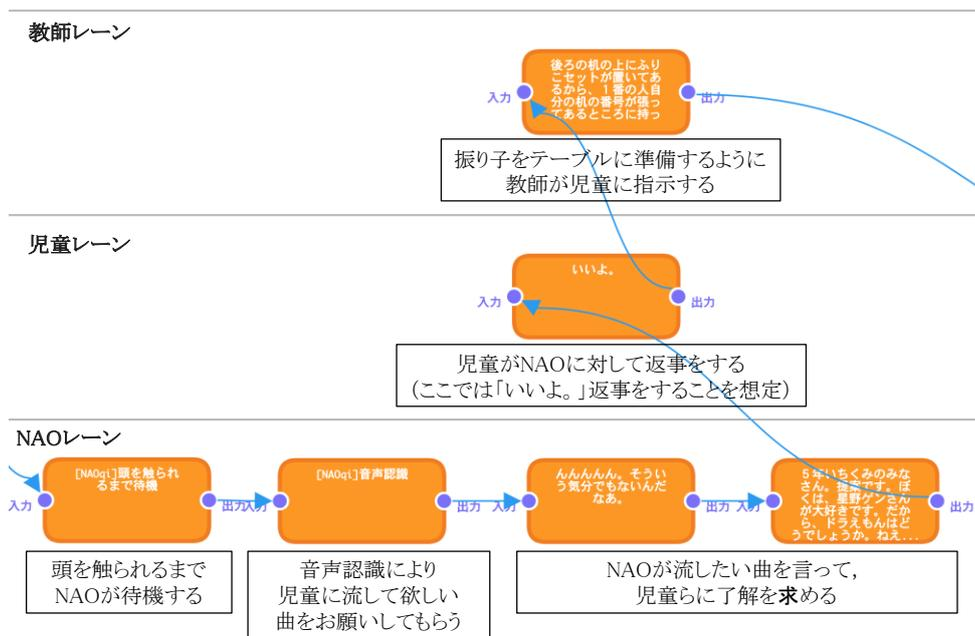 教師レーン
後ろの机の上にふり
こセットが置いてあ
るから、１番の人自
分の机の番号が張っ
てあるところに持っ
入力
出力
振り子をテーブルに準備するように
教師が児童に指示する
児童レーン
いいよ。
入力
出力
児童がNAOに対して返事をする
（ここでは「いいよ。」返事をすることを想定）
NAOレーン
[NAOqi]頭を触られ
るまで待機
入力
出力
頭を触られるまで
NAOが待機する
[NAOqi]音声認識
入力
出力
音声認識により
児童に流して欲しい
曲をお願いしてもらう
んんんんん。そうい
う気分でもないんだ
なあ。
入力
出力
５年いちくみのみな
さん。提案です。ぼ
くは、星野ゲンさん
が大好きです。だか
ら、ドラえもんはど
うでしょうか。ねえ...
入力
出力
NAOが流したい曲を言って，
児童らに了解を求める